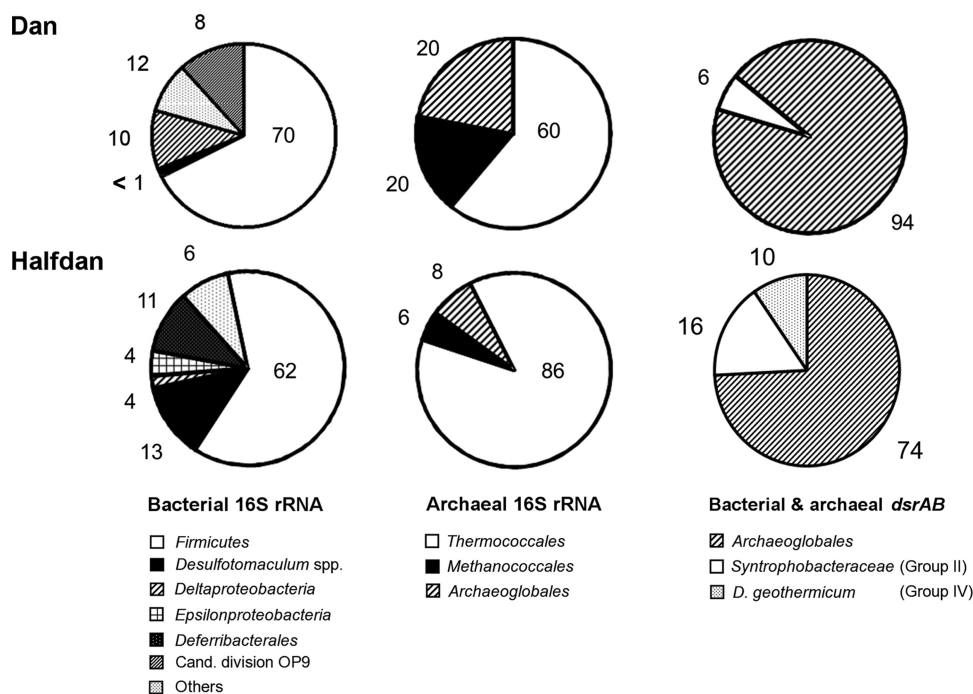 Dan
8
12
10
< 1
70
20
20
60
6
94
Halfdan
6
11
4
4
13
62
8
6
86
10
16
74
Bacterial 16S rRNA
Firmicutes
Desulfotomaculum spp.
Deltaproteobacteria
Epsilonproteobacteria
Deferribacterales
Cand. division OP9
Others
Archaeal 16S rRNA
Thermococcales
Methanococcales
Archaeoglobales
Bacterial & archaeal dsrAB
Archaeoglobales
Syntrophobacteraceae (Group II)
D. geothermicum (Group IV)